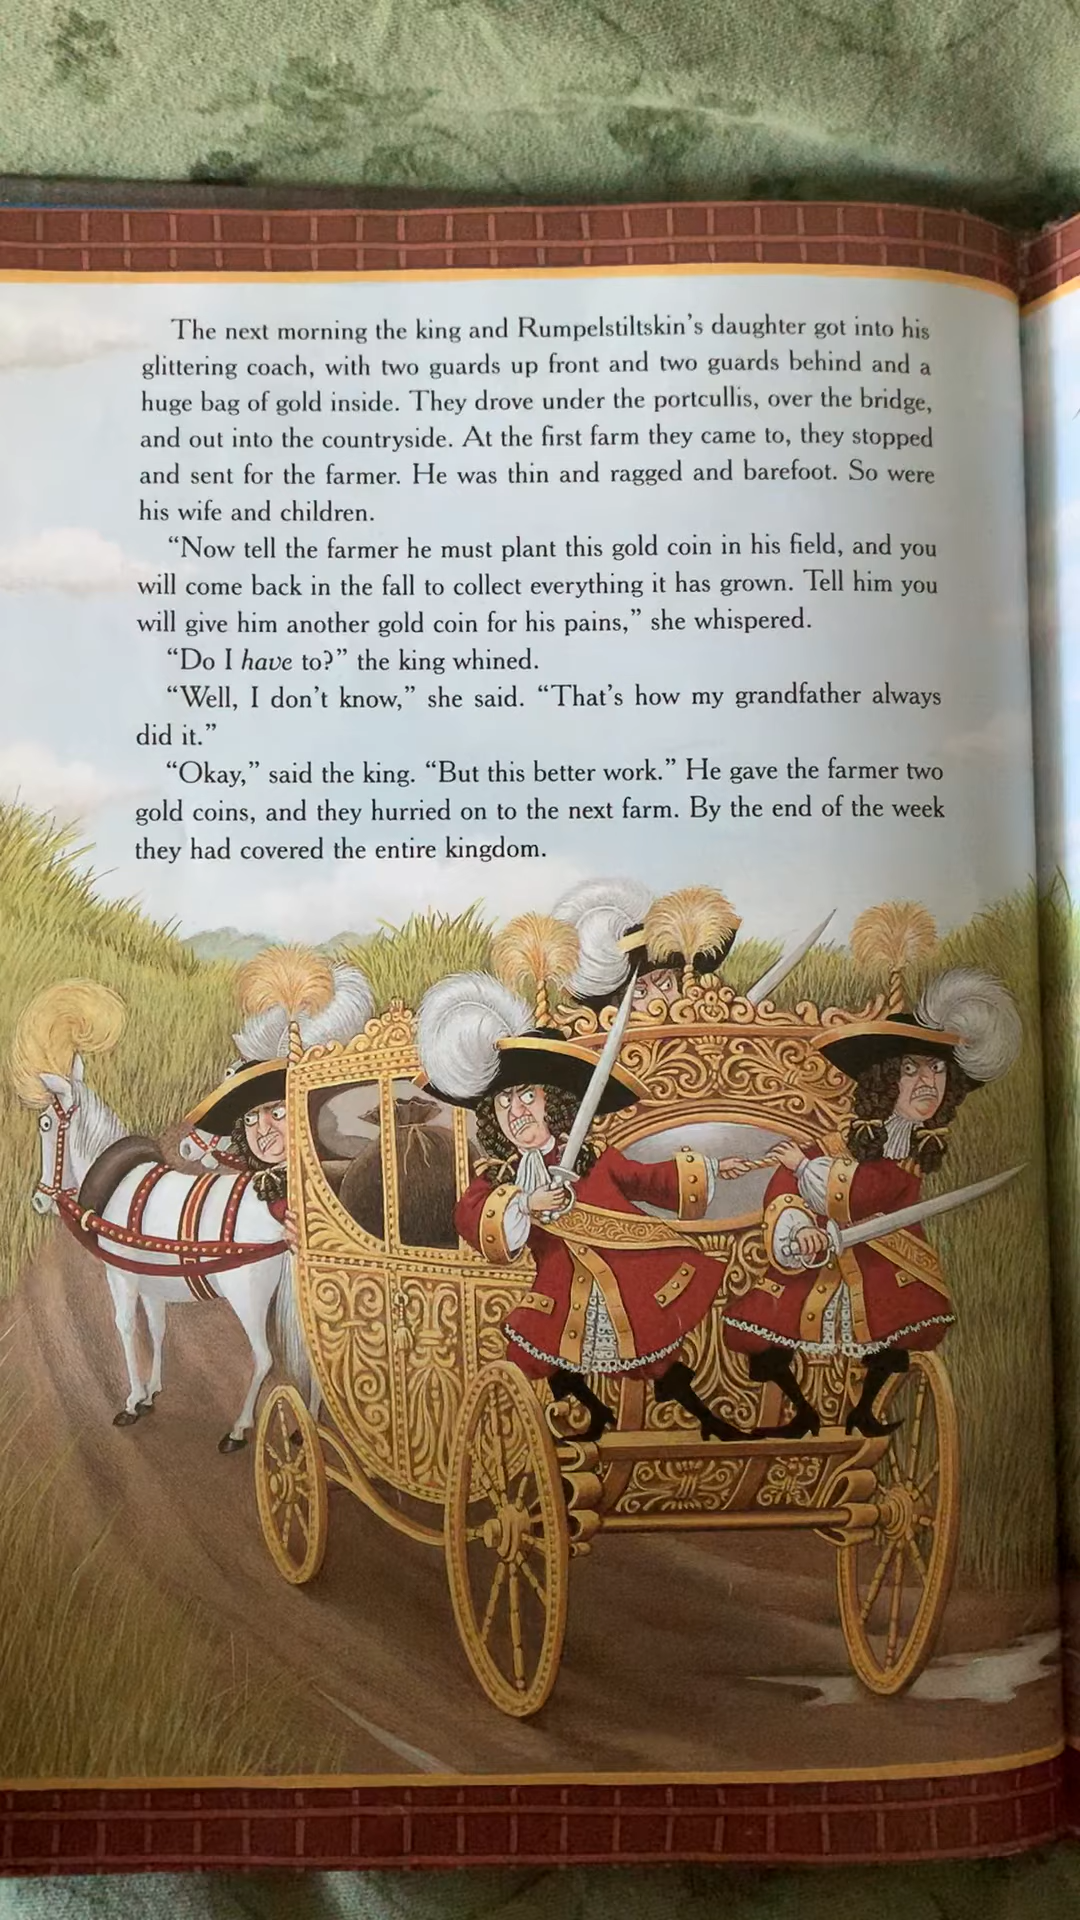 The next morning the king and Rumpelstiltskin’s daughter got into his
glittering coach, with two guards up front and two guards behind and a
huge bag of gold inside. They drove under the portcullis, over the bridge,
and out into the countryside. At the first farm they came to, they stopped
and sent for the farmer. He was thin and ragged and barefoot. So were
his wife and children.
“Now tell the farmer he must plant this gold coin in his field, and you
will come back in the fall to collect everything it has grown. Tell him you
will give him another gold coin for his pains,” she whispered.
“Do I have to?” the king whined.
“Well, I don’t know,” she said. “That’s how my grandfather always
did it.”
“Okay,” said the king. “But this better work.” He gave the farmer two
gold coins, and they hurried on to the next farm. By the end of the week
they had covered the entire kingdom.